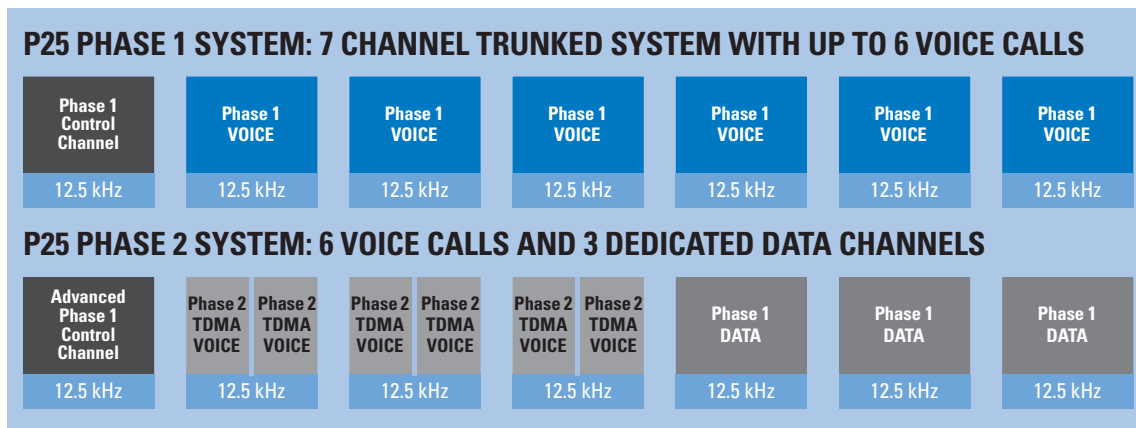 P25 PHASE 1 SYSTEM: 7 CHANNEL TRUNKED SYSTEM WITH UP TO 6 VOICE CALLS
Phase 1
Control
Channel
12.5 kHz
Phase 1
VOICE
12.5 kHz
Phase 1
VOICE
12.5 kHz
Phase 1
VOICE
12.5 kHz
Phase 1
VOICE
12.5 kHz
Phase 1
VOICE
12.5 kHz
Phase 1
VOICE
12.5 kHz
P25 PHASE 2 SYSTEM: 6 VOICE CALLS AND 3 DEDICATED DATA CHANNELS
Advanced
Phase 1
Control
Channel
12.5 kHz
Phase 2
TDMA
VOICE
Phase 2
TDMA
VOICE
12.5 kHz
Phase 2
TDMA
VOICE
Phase 2
TDMA
VOICE
12.5 kHz
Phase 2
TDMA
VOICE
Phase 2
TDMA
VOICE
12.5 kHz
Phase 1
DATA
12.5 kHz
Phase 1
DATA
12.5 kHz
Phase 1
DATA
12.5 kHz